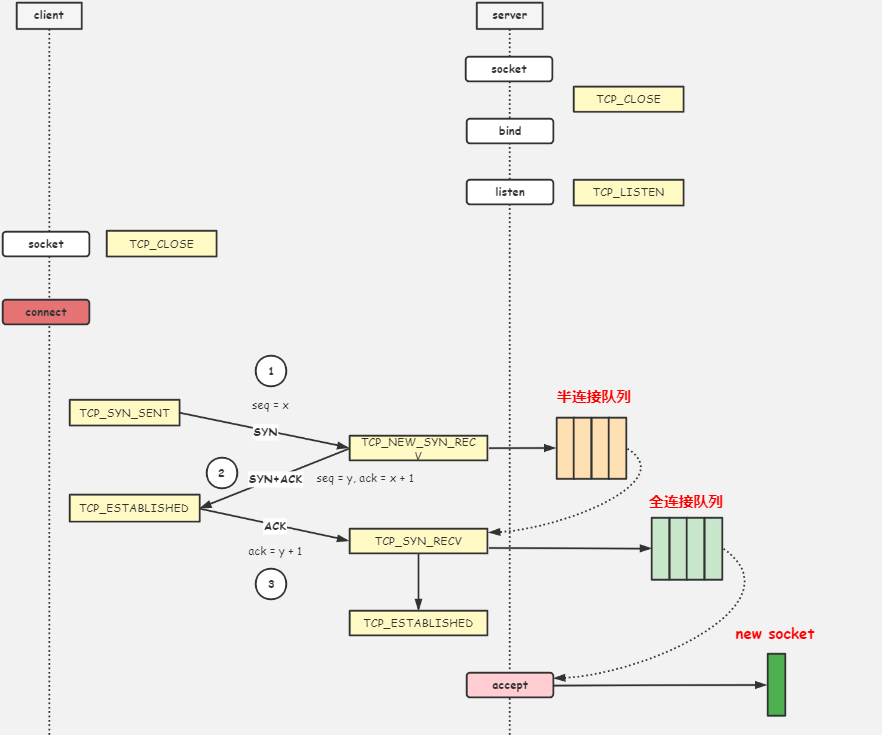 client
server
socket
TCP_CLOSE
bind
listen
TCP_LISTEN
socket
TCP_CLOSE
connect
1
半连接队列
TCP_SYN_SENT
seq = x
SYN
TCP_NEW_SYN_REC
V
2
SYN+ACK
seq = y, ack = x + 1
全连接队列
TCP_ESTABLISHED
ACK
TCP_SYN_RECV
ack = y + 1
3
TCP_ESTABLISHED
new socket
accept